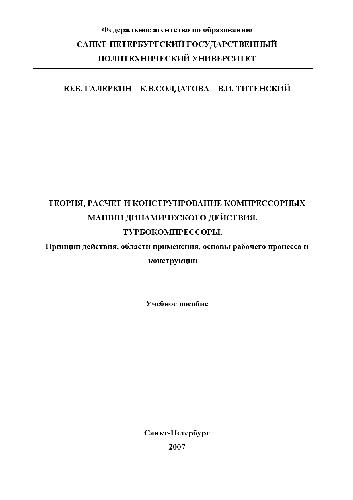 Федеральное агентство по образованию
САНКТ-ПЕТЕРБУРГСКИЙ ГОСУДАРСТВЕННЫЙ
ПОЛИТЕХНИЧЕСКИЙ УНИВЕРСИТЕТ
Ю.Б. ГАЛЕРКИН К.В.СОЛДАТОВА В.И. ТИТЕНСКИЙ
ТЕОРИЯ, РАСЧЕТ И КОНСТРУИРОВАНИЕ КОМПРЕССОРНЫХ
МАШИН ДИНАМИЧЕСКОГО ДЕЙСТВИЯ.
ТУРБОКОМПРЕССОРЫ.
Принцип действия, области применения, основы рабочего процесса и
конструкции
Учебное пособие
Санкт-Петербург
2007